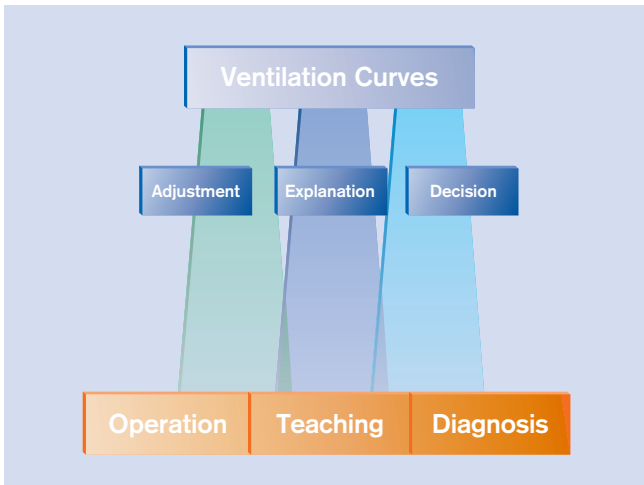 Ventilation Curves
Adjustment Explanation Decision
Operation Teaching Diagnosis